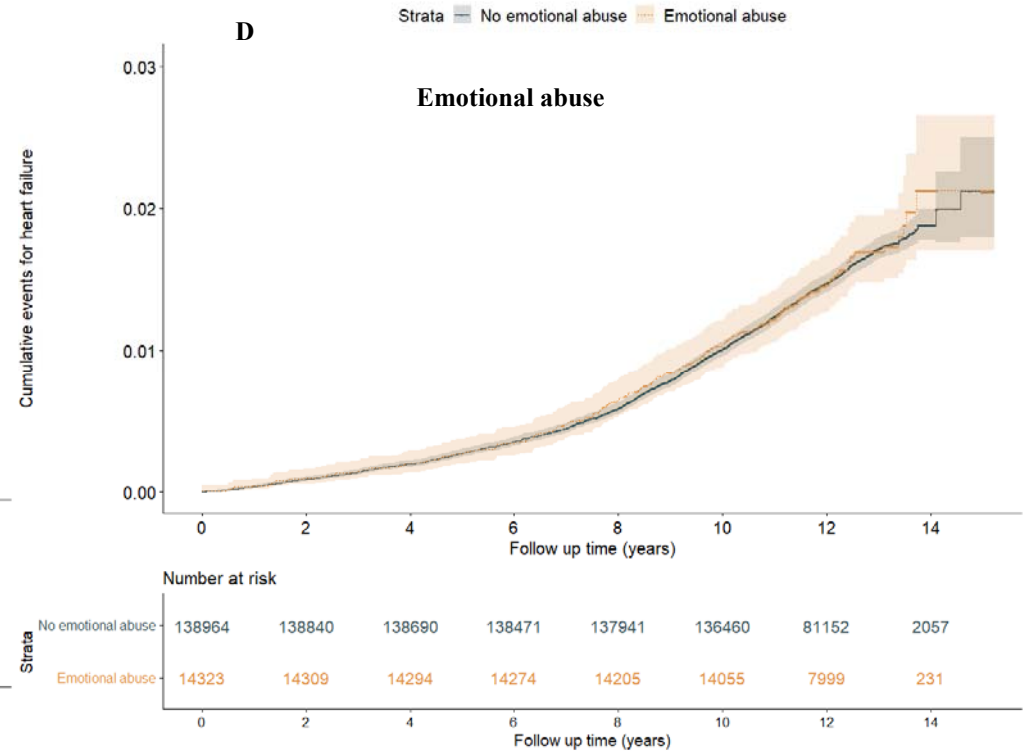 Strata No emotional abuse Emotional abuse
D
Emotional abuse
Cumulative events for heart failure
0.03
0.02
0.01
0.00
0 2 4 6 8 10 12 14
Follow up time (years)
Number at risk
Strata
No emotional abuse 138964 138840 138690 138471 137941 136460 81152 2057
Emotional abuse 14323 14309 14294 14274 14205 14055 7999 231
0 2 4 6 8 10 12 14
Follow up time (years)